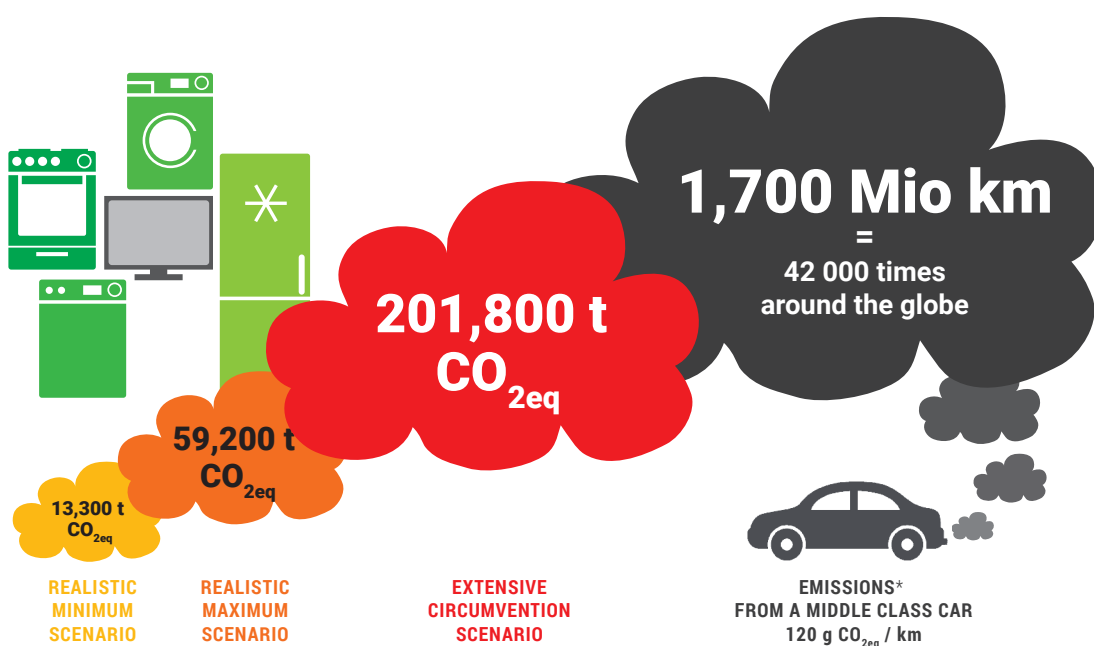 1,700 Mio km
=
42 000 times
around the globe
201,800 t
CO2eq
59,200 t
CO2eq
13,300 t
CO2eq
REALISTIC
MINIMUM
SCENARIO
REALISTIC
MAXIMUM
SCENARIO
EXTENSIVE
CIRCUMVENTION
SCENARIO
EMISSIONS*
FROM A MIDDLE CLASS CAR
120 g CO2eq / km